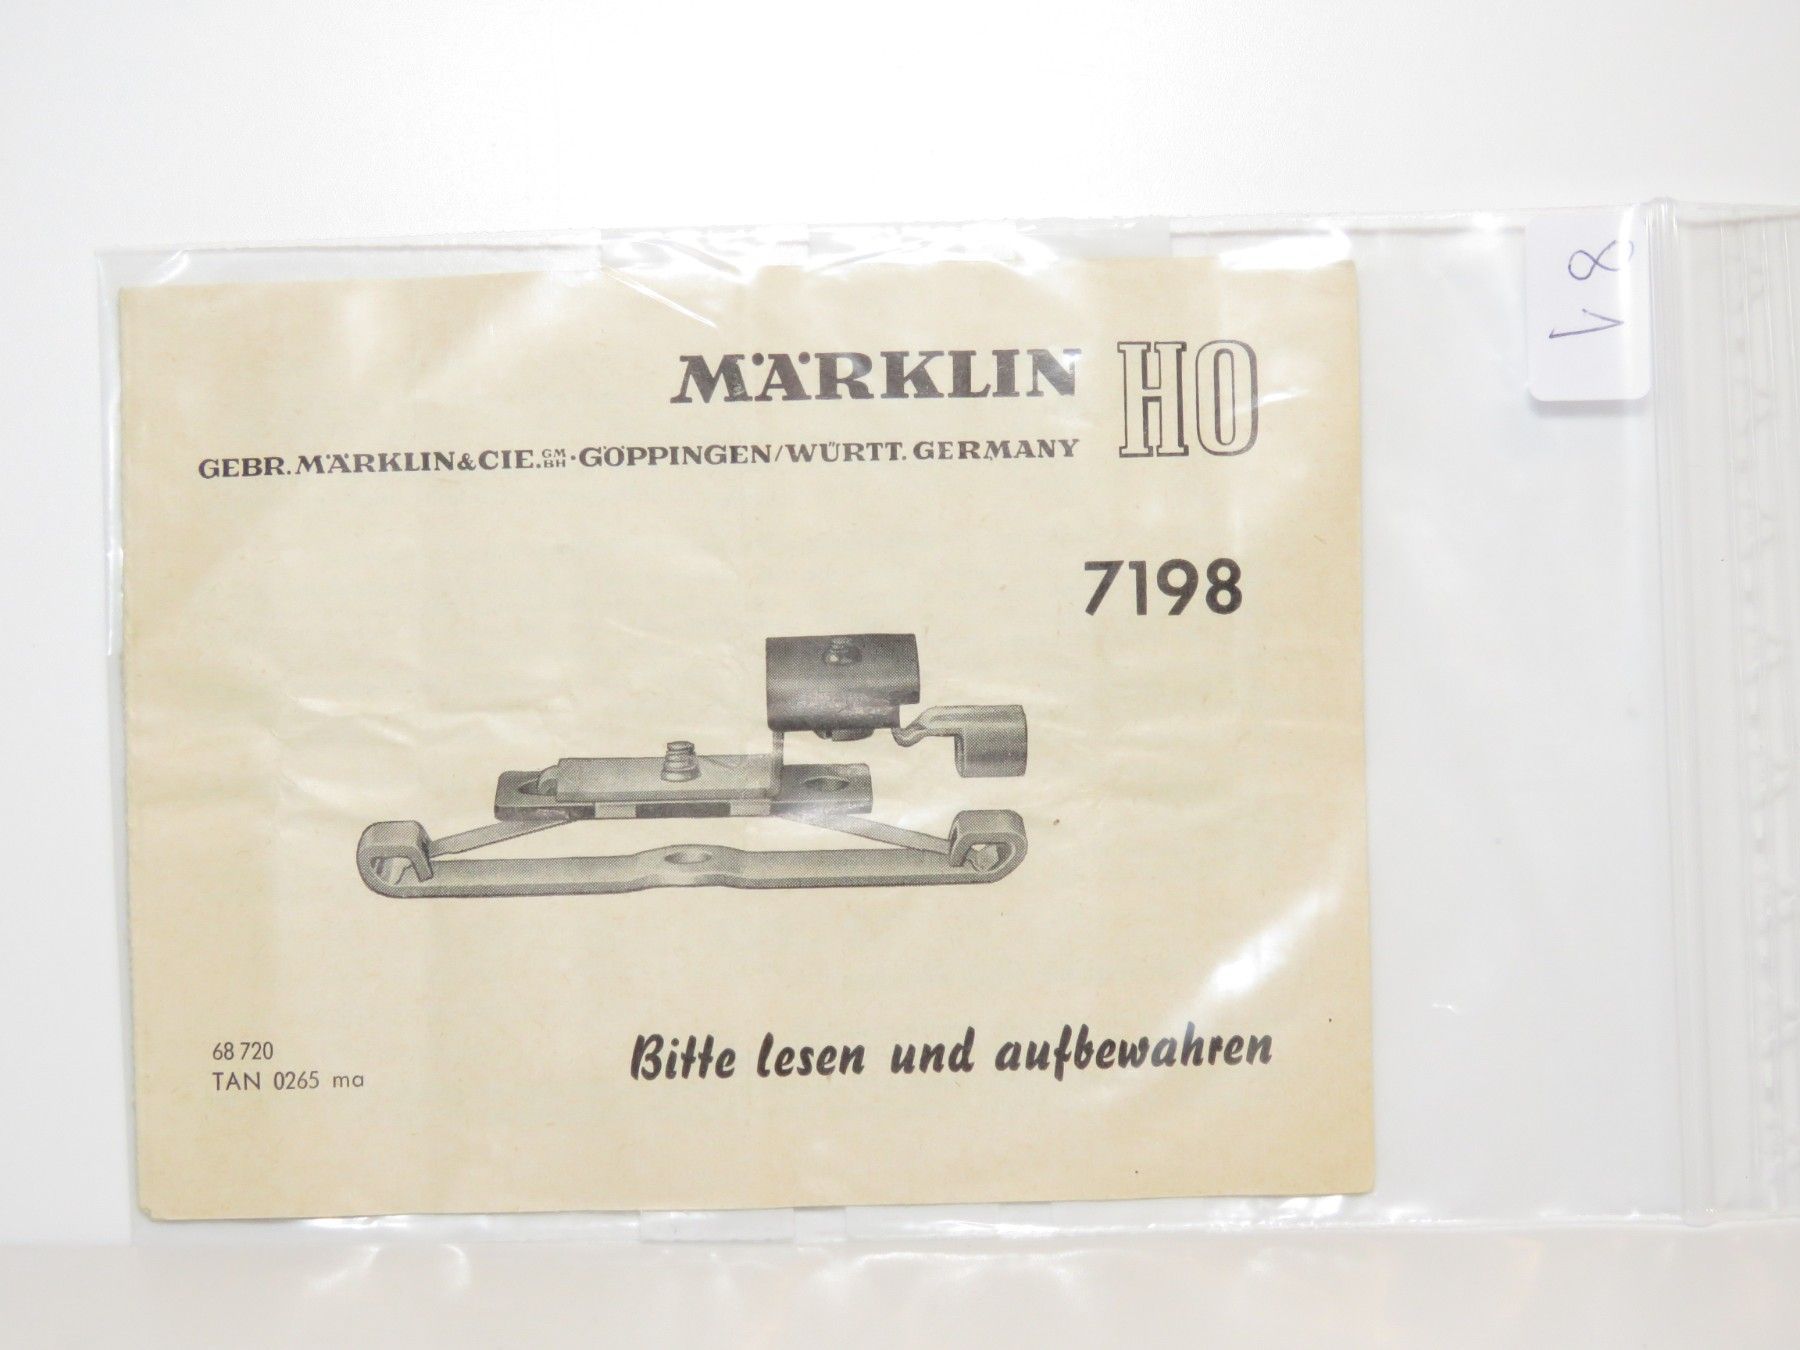 MÄRKLIN HO
GEBR. MÄRKLIN & CIE. GMBH · GÖPPINGEN/WÜRTT. GERMANY
7198
68 720
TAN 0265 ma
Bitte lesen und aufbewahren
V 8